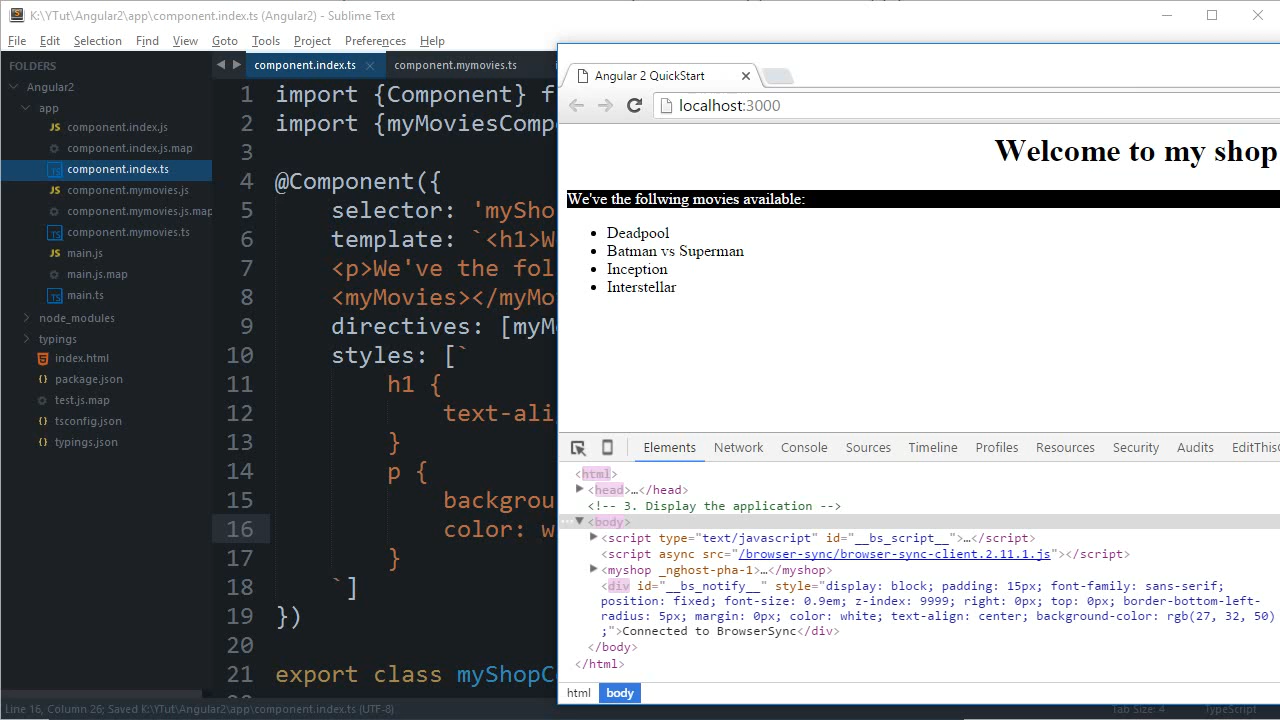 K:\YTut\Angular2\app\component.index.ts (Angular2) - Sublime Text
File Edit Selection Find View Goto Tools Project Preferences Help
FOLDERS
Angular2
app
component.index.js
component.index.js.map
component.index.ts
component.mymovies.js
component.mymovies.js.map
component.mymovies.ts
main.js
main.js.map
main.ts
node_modules
typings
index.html
package.json
test.js.map
tsconfig.json
typings.json
component.index.ts component.mymovies.ts
1 import {Component} f
2 import {myMoviesCompo
3
4 @Component({
5 selector: 'mySho
6 template: `<h1>W
7 <p>We've the fol
8 <myMovies></myMo
9 directives: [myMo
10 styles: [`
11 h1 {
12 text-ali
13 }
14 p {
15 backgrou
16 color: w
17 }
18 `]
19 })
20
21 export class myShopCo
Angular 2 QuickStart
localhost:3000
Welcome to my shop
We've the follwing movies available:
Deadpool
Batman vs Superman
Inception
Interstellar
Elements Network Console Sources Timeline Profiles Resources Security Audits EditThisC
<html>
<head>…</head>
<!-- 3. Display the application -->
<body>
<script type="text/javascript" id="__bs_script__">…</script>
<script async src="/browser-sync/browser-sync-client.2.11.1.js"></script>
<myshop _nghost-pha-1>…</myshop>
<div id="__bs_notify__" style="display: block; padding: 15px; font-family: sans-serif;
position: fixed; font-size: 0.9em; z-index: 9999; right: 0px; top: 0px; border-bottom-left-
radius: 5px; margin: 0px; color: white; text-align: center; background-color: rgb(27, 32, 50)
;">Connected to BrowserSync</div>
</body>
</html>
html body
Line 16, Column 26; Saved K:\YTut\Angular2\app\component.index.ts (UTF-8) Tab Size: 4 TypeScript